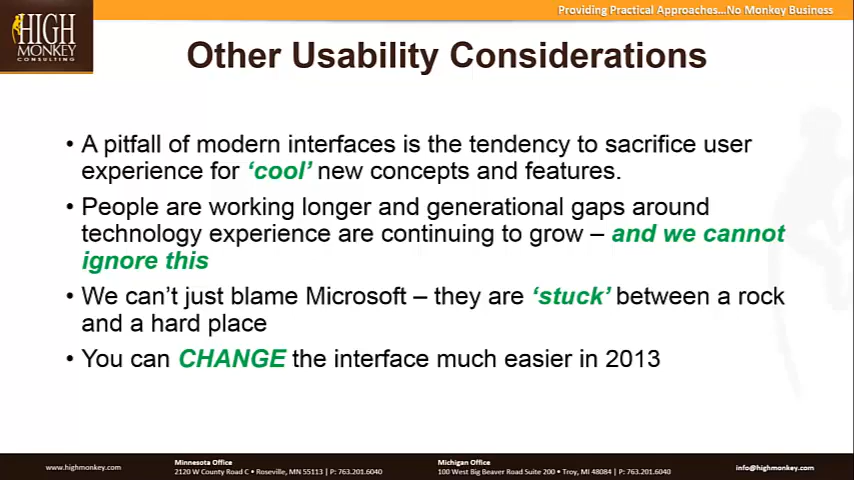 Providing Practical Approaches...No Monkey Business
HIGH
MONKEY
CONSULTING
Other Usability Considerations
• A pitfall of modern interfaces is the tendency to sacrifice user
experience for ‘cool’ new concepts and features.
• People are working longer and generational gaps around
technology experience are continuing to grow – and we cannot
ignore this
• We can’t just blame Microsoft – they are ‘stuck’ between a rock
and a hard place
• You can CHANGE the interface much easier in 2013
www.highmonkey.com
Minnesota Office
2120 W County Road C • Roseville, MN 55113 | P: 763.201.6040
Michigan Office
100 West Big Beaver Road Suite 200 • Troy, MI 48084 | P: 763.201.6040
info@highmonkey.com